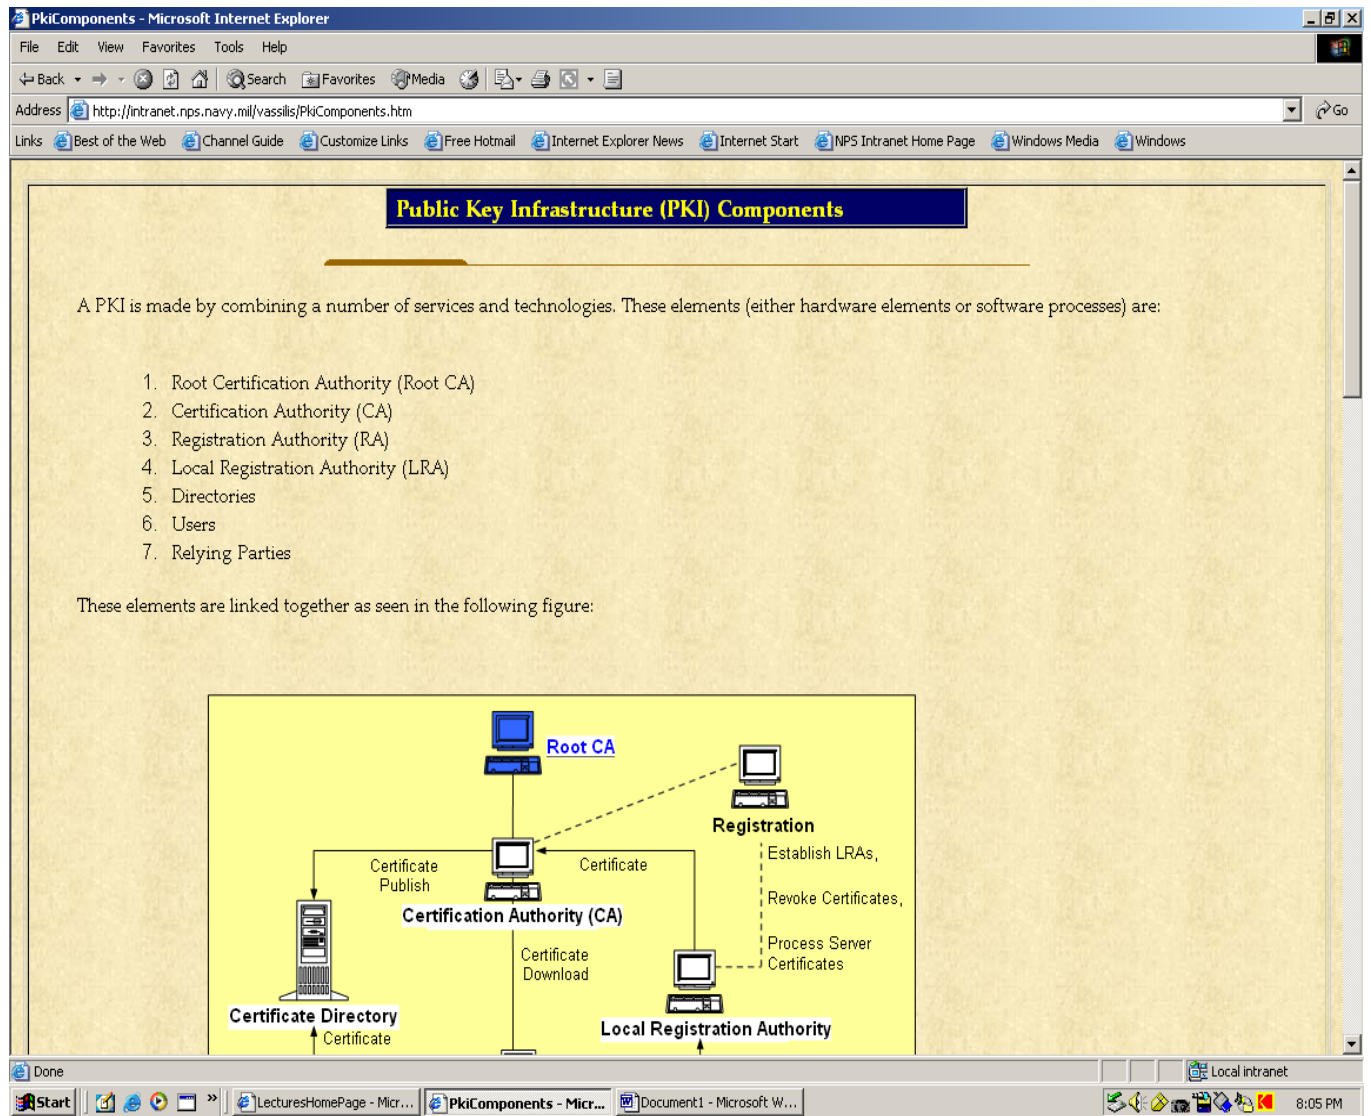 PkiComponents - Microsoft Internet Explorer
File Edit View Favorites Tools Help
Back Search Favorites Media
Address http://intranet.nps.navy.mil/vassilis/PkiComponents.htm Go
Links Best of the Web Channel Guide Customize Links Free Hotmail Internet Explorer News Internet Start NPS Intranet Home Page Windows Media Windows
Public Key Infrastructure (PKI) Components
A PKI is made by combining a number of services and technologies. These elements (either hardware elements or software processes) are:
1. Root Certification Authority (Root CA)
2. Certification Authority (CA)
3. Registration Authority (RA)
4. Local Registration Authority (LRA)
5. Directories
6. Users
7. Relying Parties
These elements are linked together as seen in the following figure:
Root CA
Registration
Establish LRAs,
Revoke Certificates,
Process Server
Certificates
Certificate
Publish
Certificate
Certification Authority (CA)
Certificate
Download
Certificate Directory
Local Registration Authority
Certificate
Done Local intranet
Start » LecturesHomePage - Micr... PkiComponents - Micr... Document1 - Microsoft W... 8:05 PM